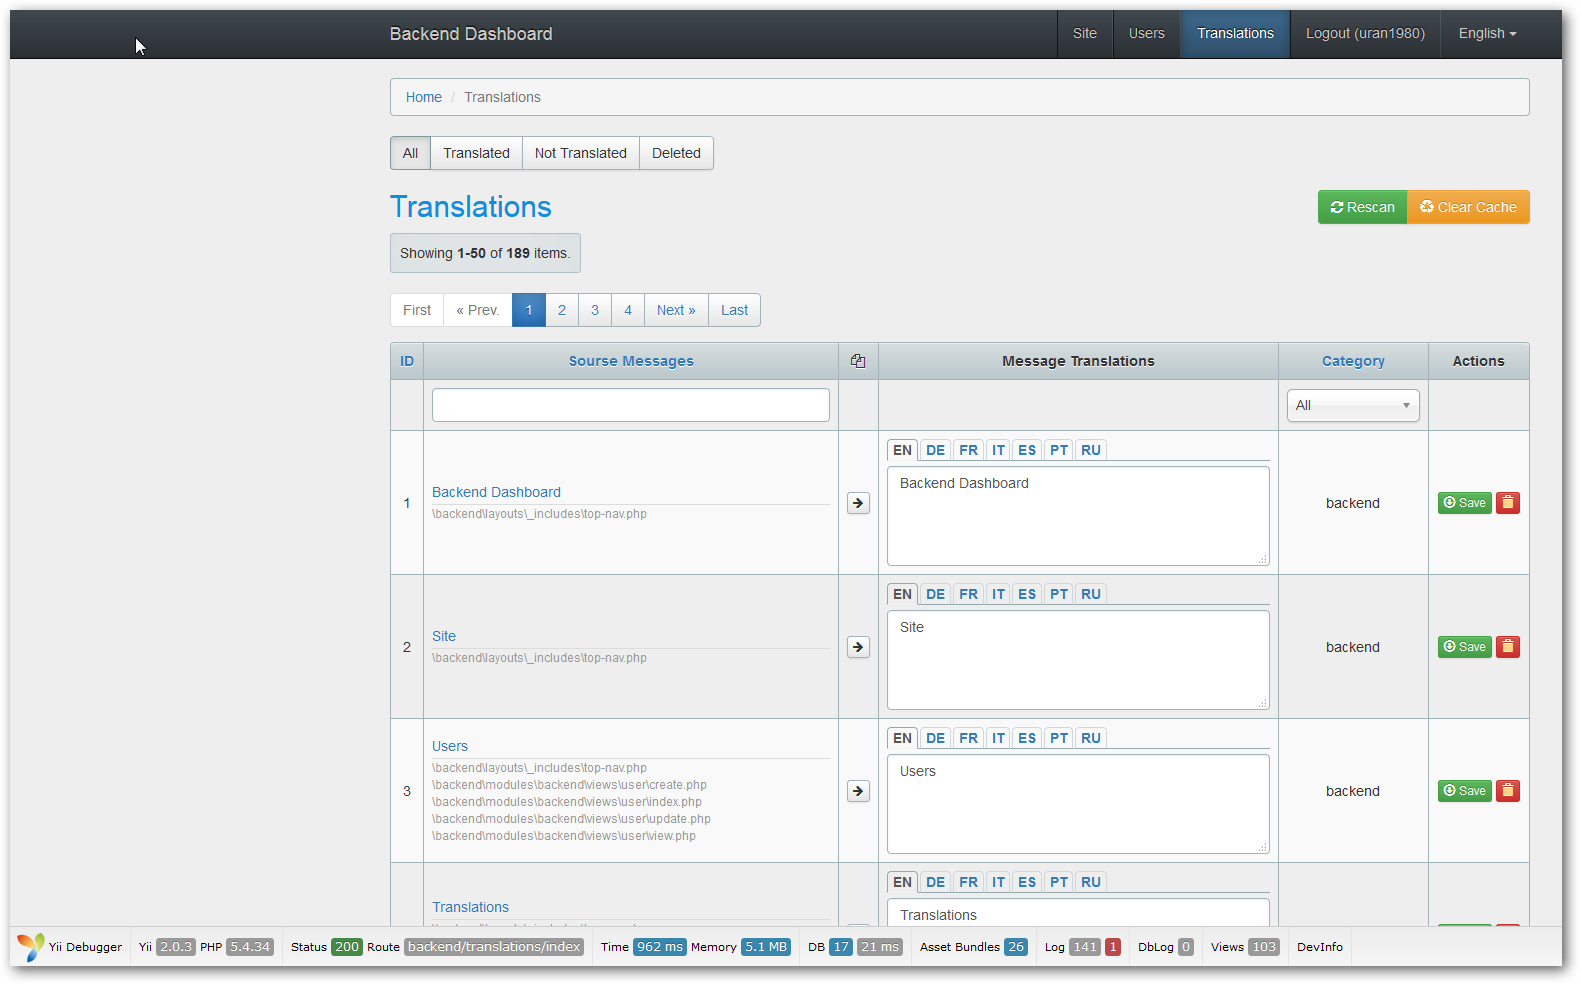 Backend Dashboard Site Users Translations Logout (uran1980) English
Home / Translations
All Translated Not Translated Deleted
Translations Rescan Clear Cache
Showing 1-50 of 189 items.
First « Prev. 1 2 3 4 Next » Last
ID Sourse Messages Message Translations Category Actions
All
EN DE FR IT ES PT RU
Backend Dashboard
1 Backend Dashboard backend Save
\backend\layouts\_includes\top-nav.php
EN DE FR IT ES PT RU
Site
2 Site backend Save
\backend\layouts\_includes\top-nav.php
EN DE FR IT ES PT RU
Users
Users
\backend\layouts\_includes\top-nav.php
\backend\modules\backend\views\user\create.php
3 backend Save
\backend\modules\backend\views\user\index.php
\backend\modules\backend\views\user\update.php
\backend\modules\backend\views\user\view.php
EN DE FR IT ES PT RU
Translations
Translations
Yii Debugger Yii 2.0.3 PHP 5.4.34 Status 200 Route backend/translations/index Time 962 ms Memory 5.1 MB DB 17 21 ms Asset Bundles 26 Log 141 1 DbLog 0 Views 103 DevInfo